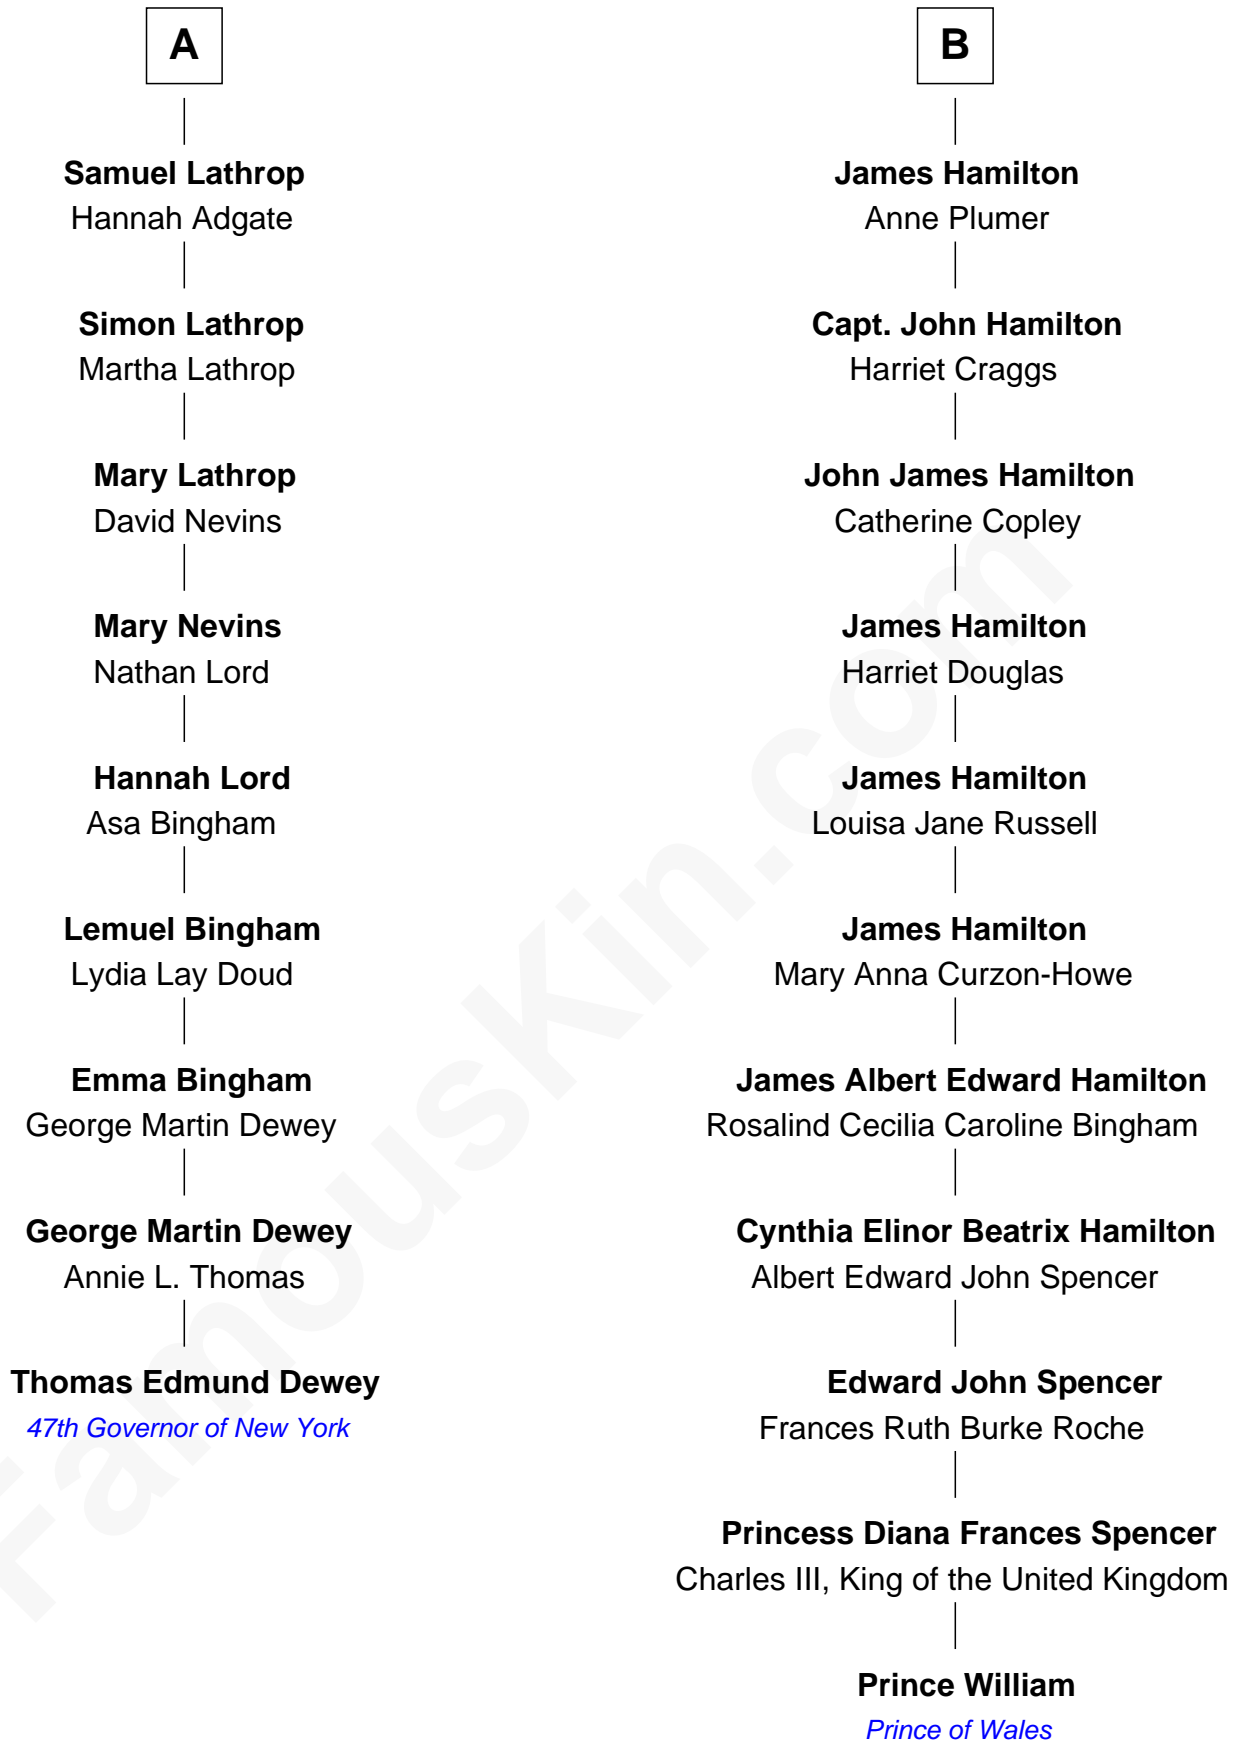 A
Samuel Lathrop
Hannah Adgate
Simon Lathrop
Martha Lathrop
Mary Lathrop
David Nevins
Mary Nevins
Nathan Lord
Hannah Lord
Asa Bingham
Lemuel Bingham
Lydia Lay Doud
Emma Bingham
George Martin Dewey
George Martin Dewey
Annie L. Thomas
Thomas Edmund Dewey
47th Governor of New York
B
James Hamilton
Anne Plumer
Capt. John Hamilton
Harriet Craggs
John James Hamilton
Catherine Copley
James Hamilton
Harriet Douglas
James Hamilton
Louisa Jane Russell
James Hamilton
Mary Anna Curzon-Howe
James Albert Edward Hamilton
Rosalind Cecilia Caroline Bingham
Cynthia Elinor Beatrix Hamilton
Albert Edward John Spencer
Edward John Spencer
Frances Ruth Burke Roche
Princess Diana Frances Spencer
Charles III, King of the United Kingdom
Prince William
Prince of Wales
FamousKin.com